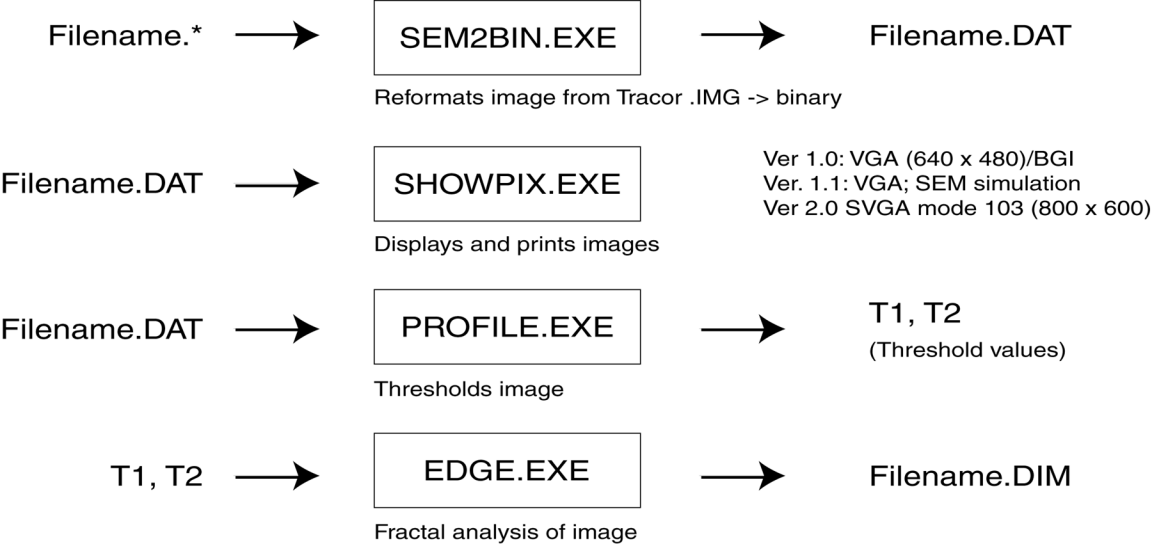 Filename.*
SEM2BIN.EXE
Filename.DAT
Reformats image from Tracor .IMG -> binary
Filename.DAT
SHOWPIX.EXE
Ver 1.0: VGA (640 x 480)/BGI
Ver. 1.1: VGA; SEM simulation
Ver 2.0 SVGA mode 103 (800 x 600)
Displays and prints images
Filename.DAT
PROFILE.EXE
T1, T2
(Threshold values)
Thresholds image
T1, T2
EDGE.EXE
Filename.DIM
Fractal analysis of image